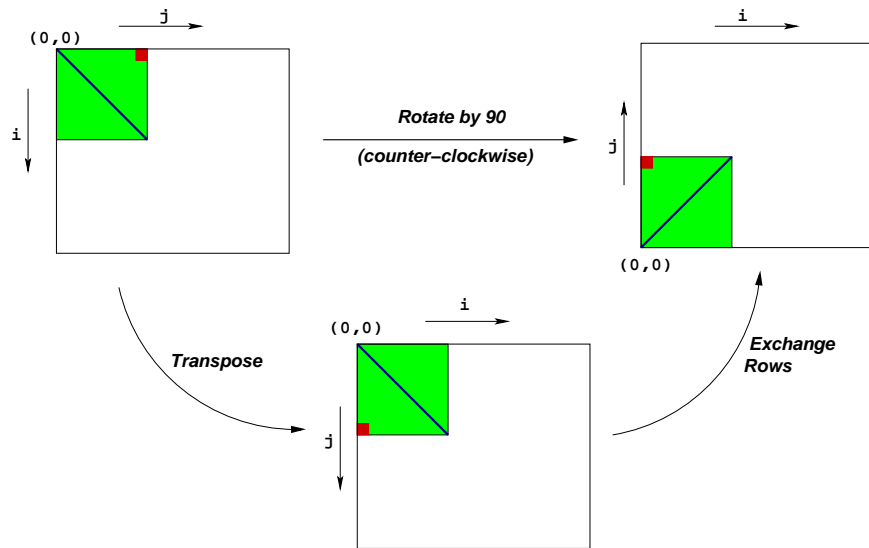 j
(0,0)
i
Rotate by 90
(counter–clockwise)
i
j
(0,0)
Transpose
(0,0)
i
j
Exchange
Rows